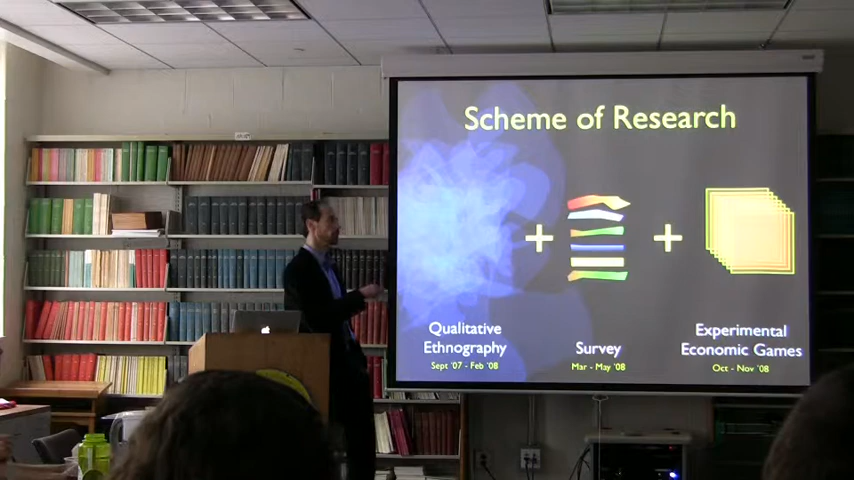 Scheme of Research
+
+
Qualitative
Ethnography
Sept '07 - Feb '08
Survey
Mar - May '08
Experimental
Economic Games
Oct - Nov '08